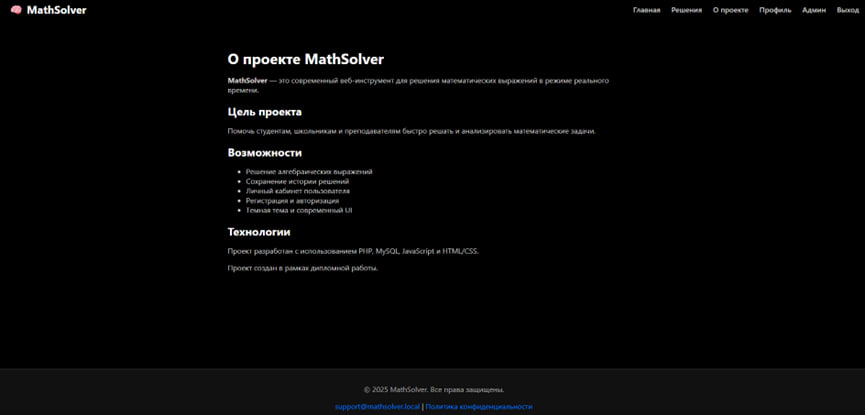 MathSolver
Главная Решения О проекте Профиль Админ Выход
О проекте MathSolver
MathSolver — это современный веб-инструмент для решения математических выражений в режиме реального
времени.
Цель проекта
Помочь студентам, школьникам и преподавателям быстро решать и анализировать математические задачи.
Возможности
• Решение алгебраических выражений
• Сохранение истории решений
• Личный кабинет пользователя
• Регистрация и авторизация
• Темная тема и современный UI
Технологии
Проект разработан с использованием PHP, MySQL, JavaScript и HTML/CSS.
Проект создан в рамках дипломной работы.
© 2025 MathSolver. Все права защищены.
support@mathsolver.local | Политика конфиденциальности